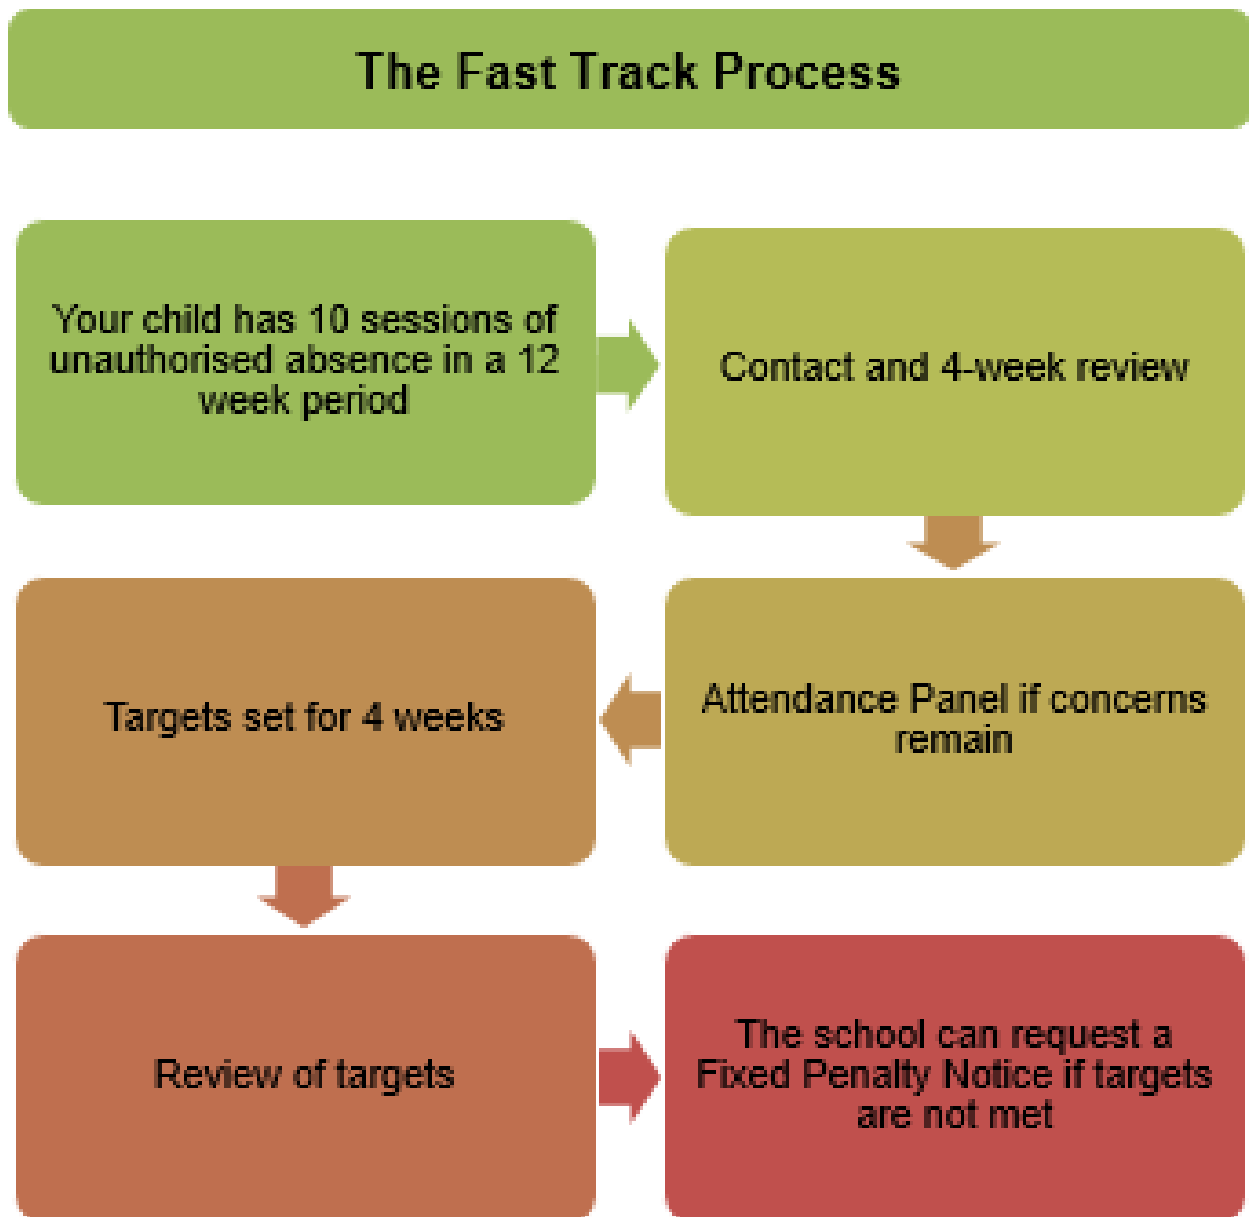 The Fast Track Process
Your child has 10 sessions of
unauthorised absence in a 12
week period
Contact and 4-week review
Attendance Panel if concerns
remain
Targets set for 4 weeks
Review of targets
The school can request a
Fixed Penalty Notice if targets
are not met